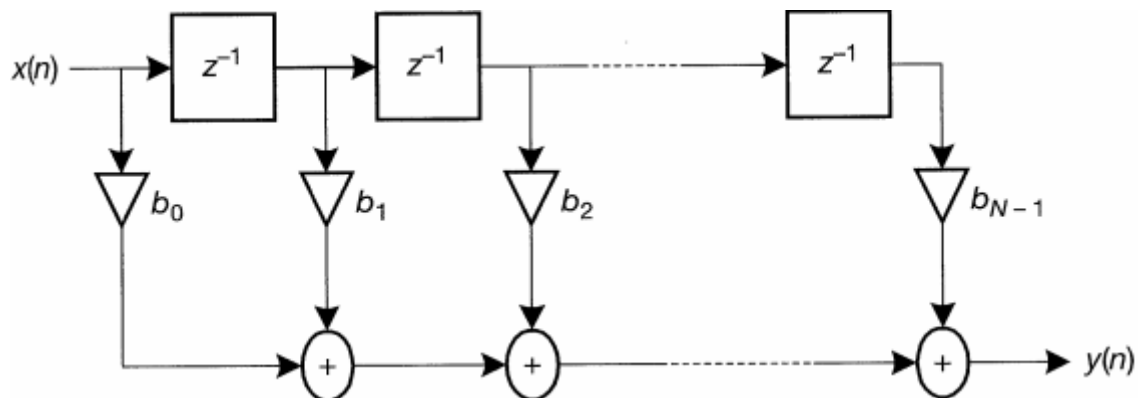 x(n) z⁻¹ z⁻¹ z⁻¹
b₀ b₁ b₂ b_{N – 1}
+ + + y(n)